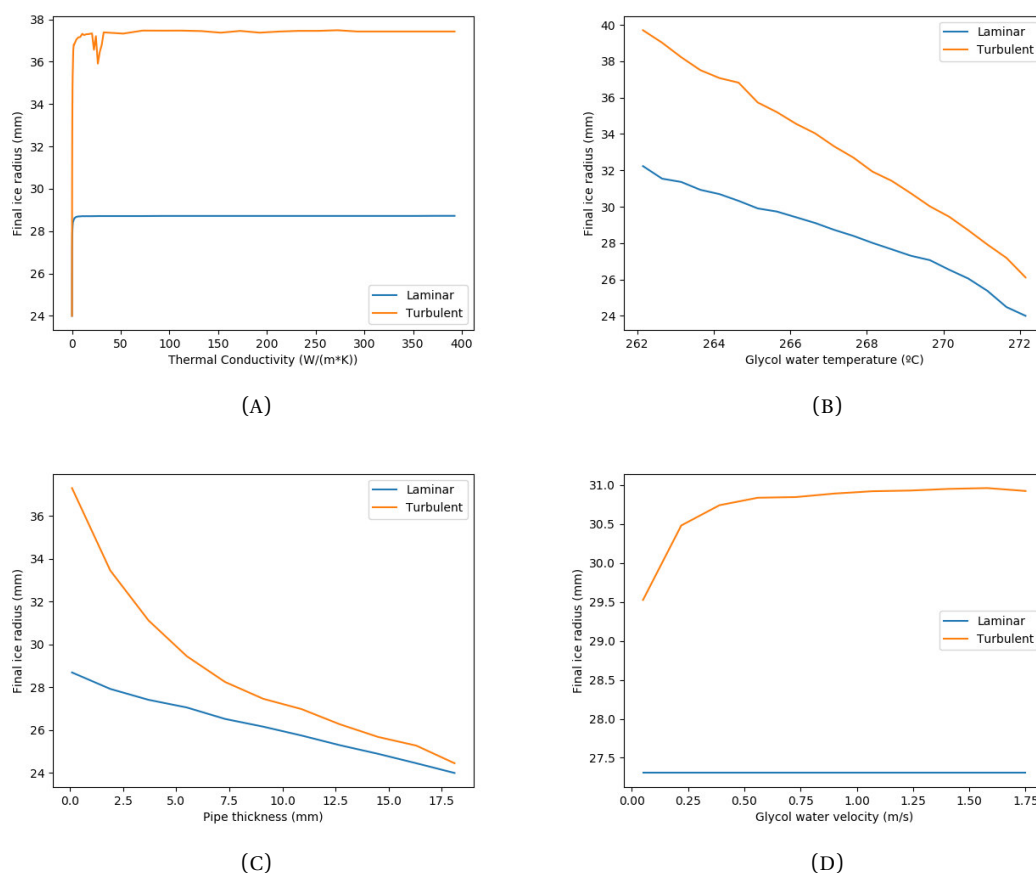 38
36
34
32
30
28
26
24
0 50 100 150 200 250 300 350 400
Final ice radius (mm)
Thermal Conductivity (W/(m*K))
Laminar
Turbulent
(A)
40
38
36
34
32
30
28
26
24
262 264 266 268 270 272
Final ice radius (mm)
Glycol water temperature (ºC)
Laminar
Turbulent
(B)
36
34
32
30
28
26
24
0.0 2.5 5.0 7.5 10.0 12.5 15.0 17.5
Final ice radius (mm)
Pipe thickness (mm)
Laminar
Turbulent
(C)
31.0
30.5
30.0
29.5
29.0
28.5
28.0
27.5
0.00 0.25 0.50 0.75 1.00 1.25 1.50 1.75
Final ice radius (mm)
Glycol water velocity (m/s)
Laminar
Turbulent
(D)